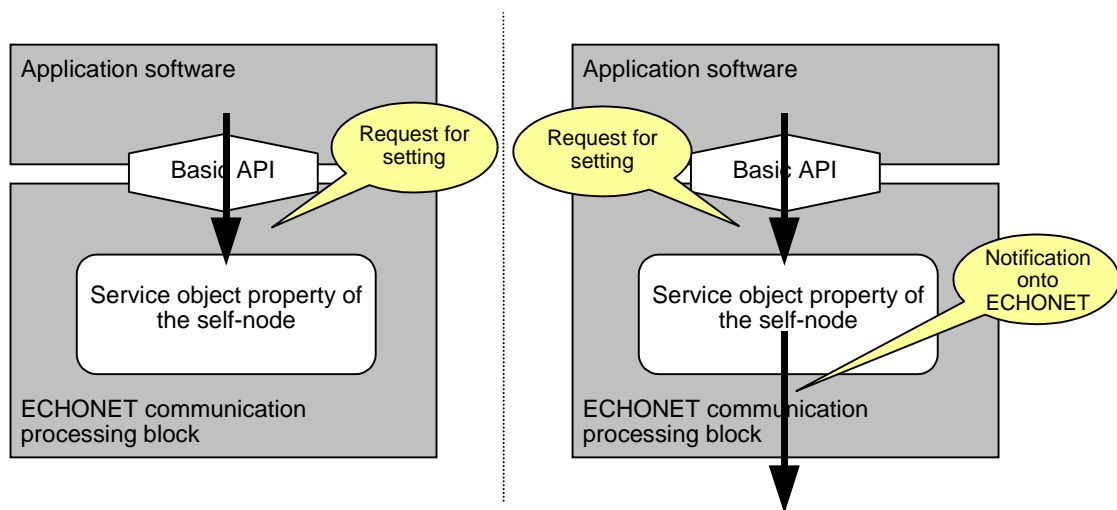 Application software
Request for
setting
Basic API
Service object property of
the self-node
ECHONET communication
processing block
Application software
Request for
setting
Basic API
Notification
onto
ECHONET
Service object property of
the self-node
ECHONET communication
processing block